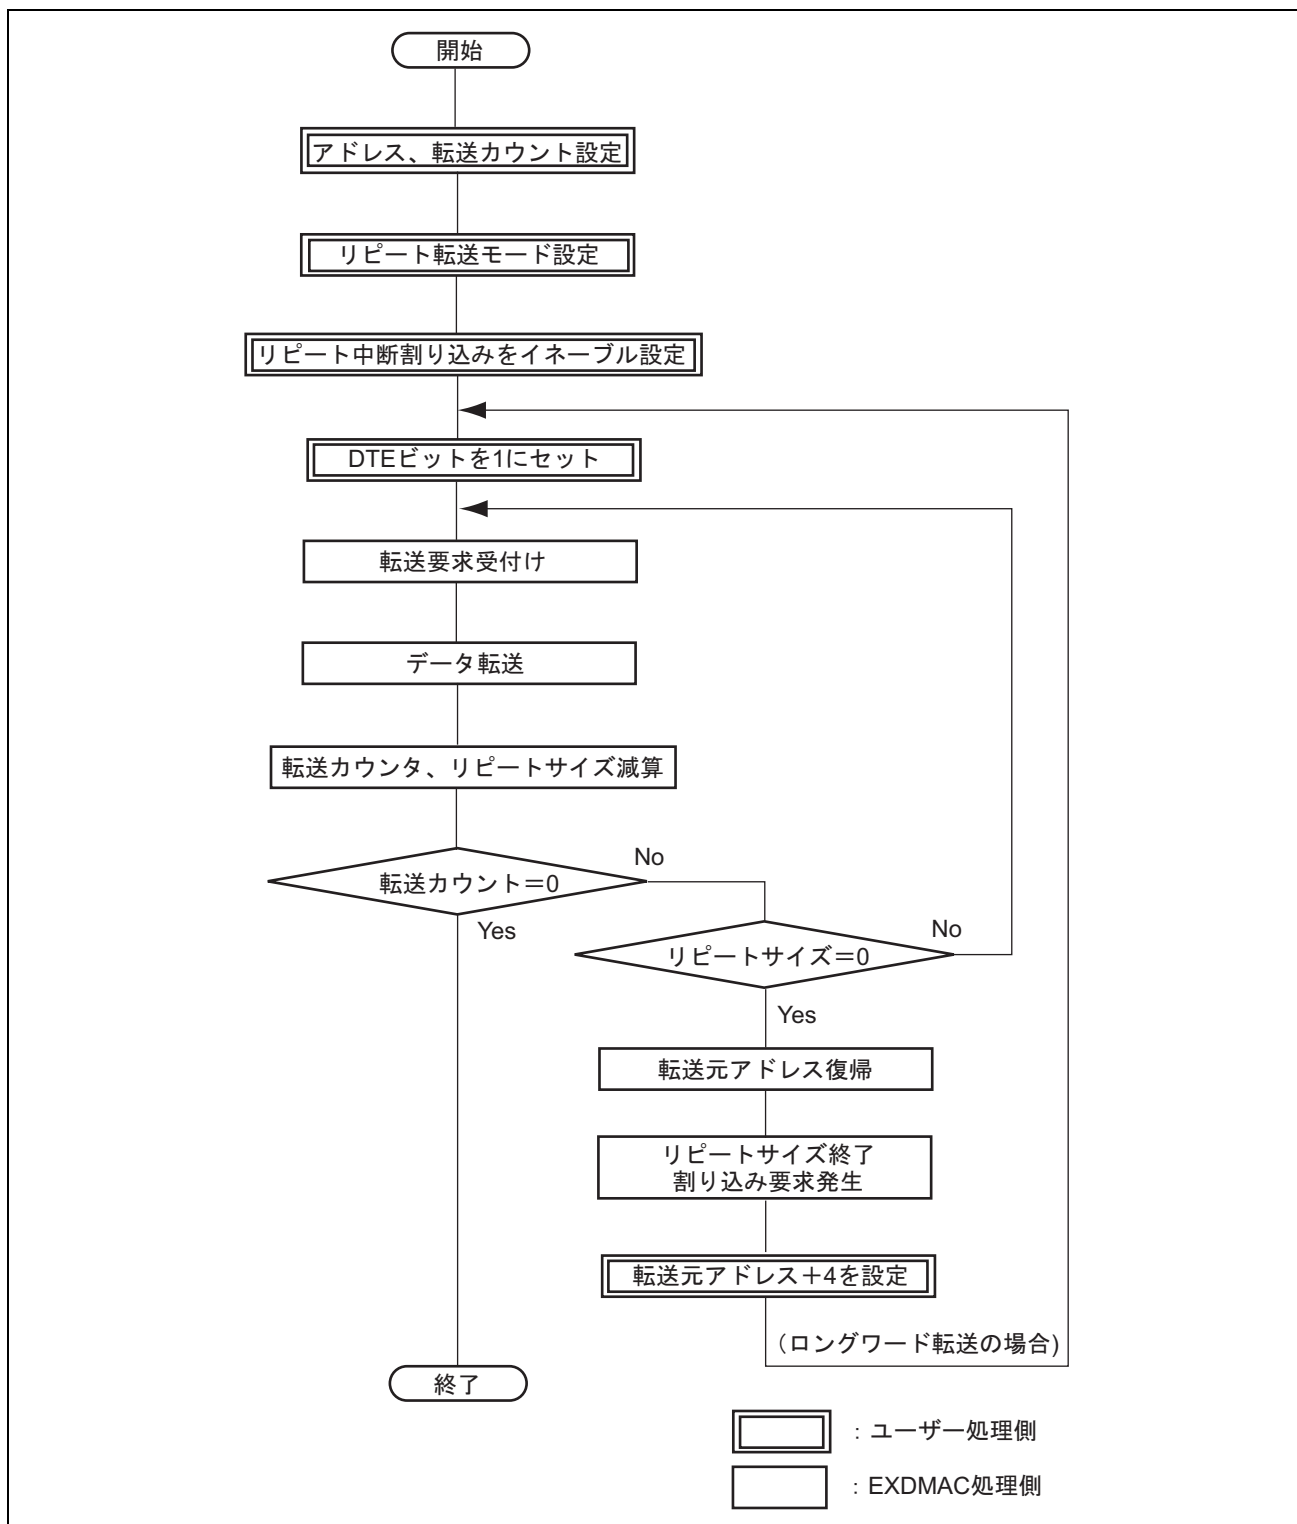 開始
アドレス、転送カウント設定
リピート転送モード設定
リピート中断割り込みをイネーブル設定
DTEビットを1にセット
転送要求受付け
データ転送
転送カウンタ、リピートサイズ減算
転送カウント＝0
No
Yes
リピートサイズ＝0
No
Yes
転送元アドレス復帰
リピートサイズ終了
割り込み要求発生
転送元アドレス＋4を設定
（ロングワード転送の場合)
終了
：ユーザー処理側
：EXDMAC処理側